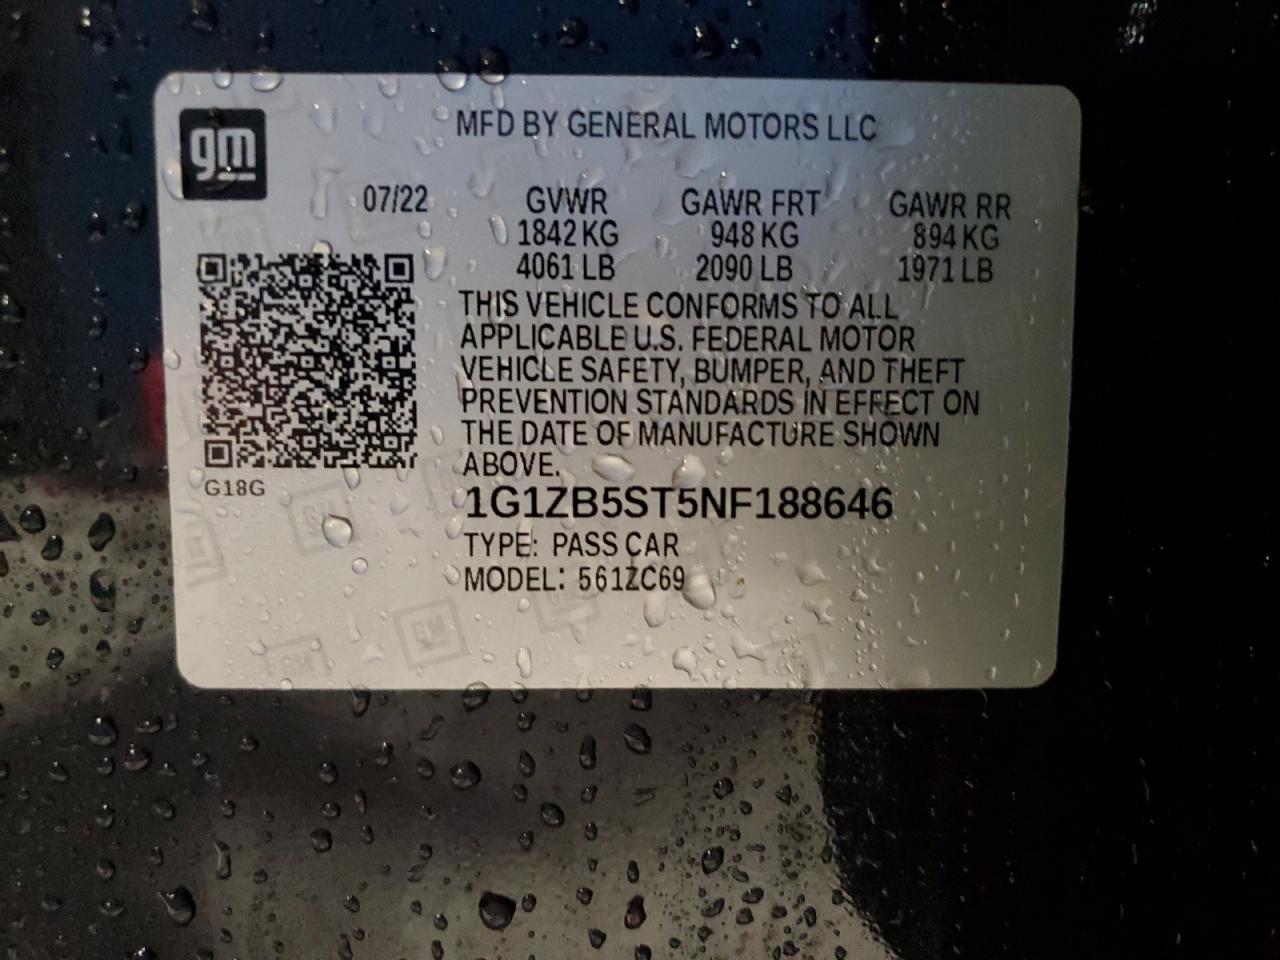 gm
MFD BY GENERAL MOTORS LLC
07/22 GVWR GAWR FRT GAWR RR
1842 KG 948 KG 894 KG
4061 LB 2090 LB 1971 LB
THIS VEHICLE CONFORMS TO ALL
APPLICABLE U.S. FEDERAL MOTOR
VEHICLE SAFETY, BUMPER, AND THEFT
PREVENTION STANDARDS IN EFFECT ON
THE DATE OF MANUFACTURE SHOWN
ABOVE.
G18G
1G1ZB5ST5NF188646
TYPE: PASS CAR
MODEL: 561ZC69